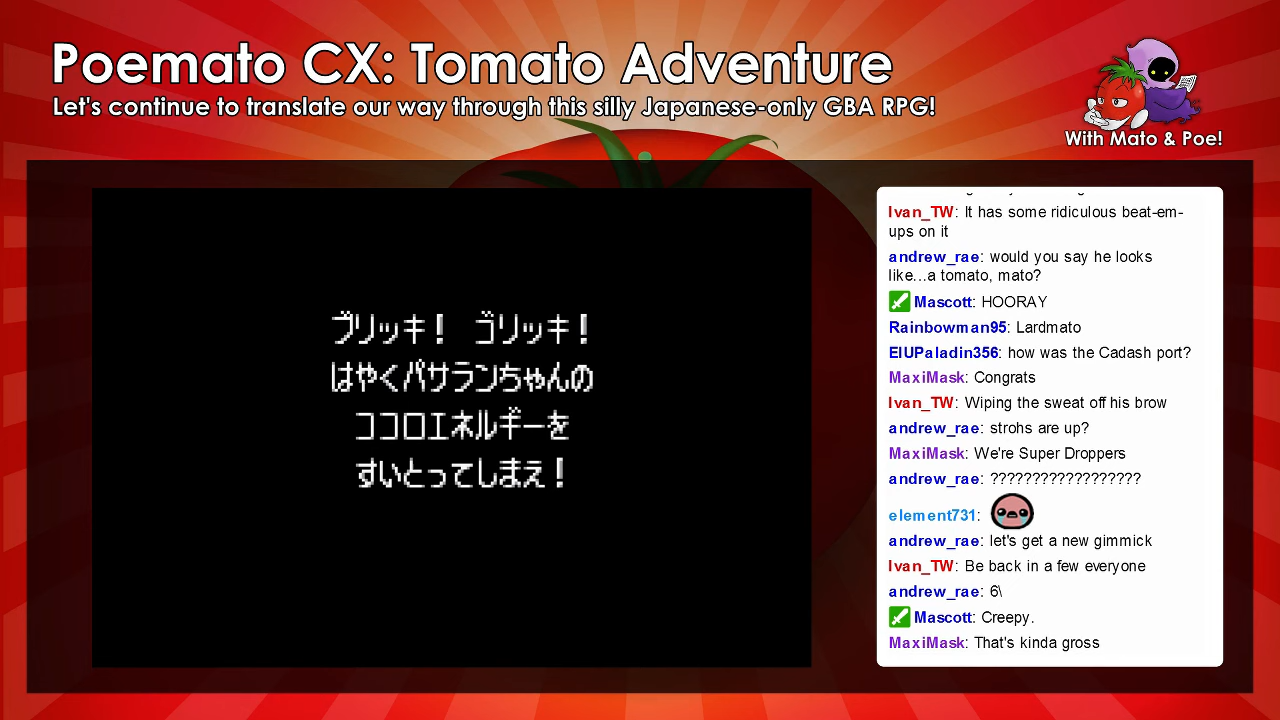 Poemato CX: Tomato Adventure
Let's continue to translate our way through this silly Japanese-only GBA RPG!
With Mato & Poe!
ブリッキ！ ゴリッキ！
はやくパサランちゃんの
ココロエネルギーを
すいとってしまえ！
Ivan_TW: It has some ridiculous beat-em-
ups on it
andrew_rae: would you say he looks
like...a tomato, mato?
Mascott: HOORAY
Rainbowman95: Lardmato
ElUPaladin356: how was the Cadash port?
MaxiMask: Congrats
Ivan_TW: Wiping the sweat off his brow
andrew_rae: strohs are up?
MaxiMask: We're Super Droppers
andrew_rae: ??????????????????
element731:
andrew_rae: let's get a new gimmick
Ivan_TW: Be back in a few everyone
andrew_rae: 6\
Mascott: Creepy.
MaxiMask: That's kinda gross